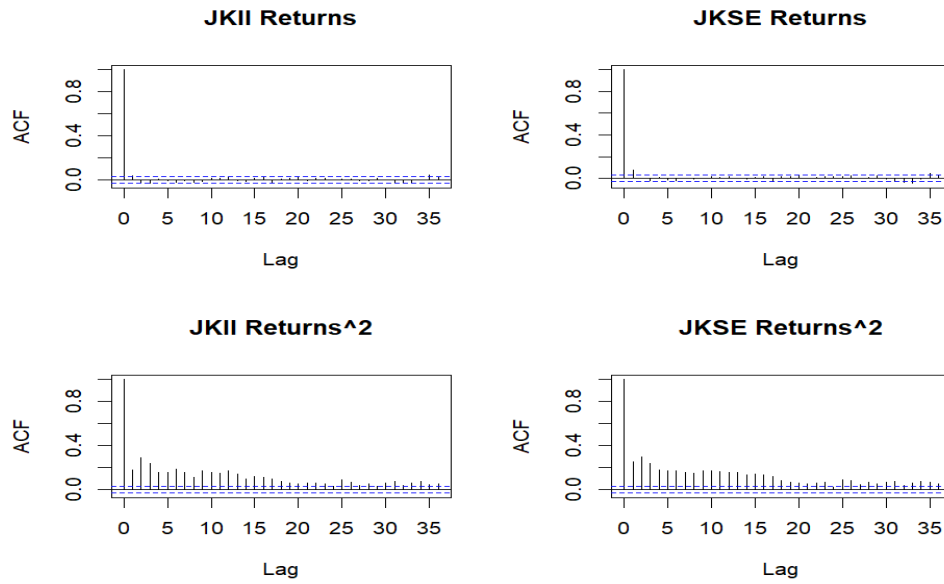 JKII Returns
ACF
0.0 0.4 0.8
0 5 10 15 20 25 30 35
Lag
JKSE Returns
ACF
0.0 0.4 0.8
0 5 10 15 20 25 30 35
Lag
JKII Returns^2
ACF
0.0 0.4 0.8
0 5 10 15 20 25 30 35
Lag
JKSE Returns^2
ACF
0.0 0.4 0.8
0 5 10 15 20 25 30 35
Lag